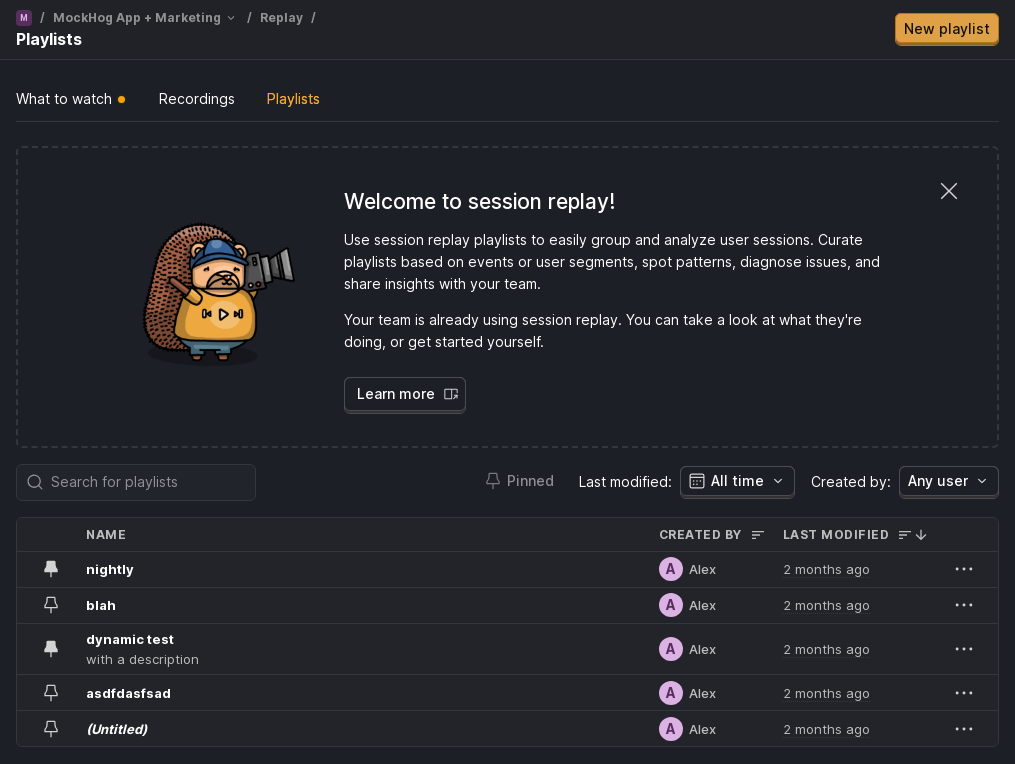 M / MockHog App + Marketing / Replay /
Playlists
New playlist
What to watch
Recordings
Playlists
Welcome to session replay!
Use session replay playlists to easily group and analyze user sessions. Curate
playlists based on events or user segments, spot patterns, diagnose issues, and
share insights with your team.
Your team is already using session replay. You can take a look at what they're
doing, or get started yourself.
Learn more
Search for playlists
Pinned
Last modified:
All time
Created by:
Any user
NAME CREATED BY LAST MODIFIED
nightly A Alex 2 months ago
blah A Alex 2 months ago
dynamic test
with a description
A Alex 2 months ago
asdfdasfsad A Alex 2 months ago
(Untitled) A Alex 2 months ago